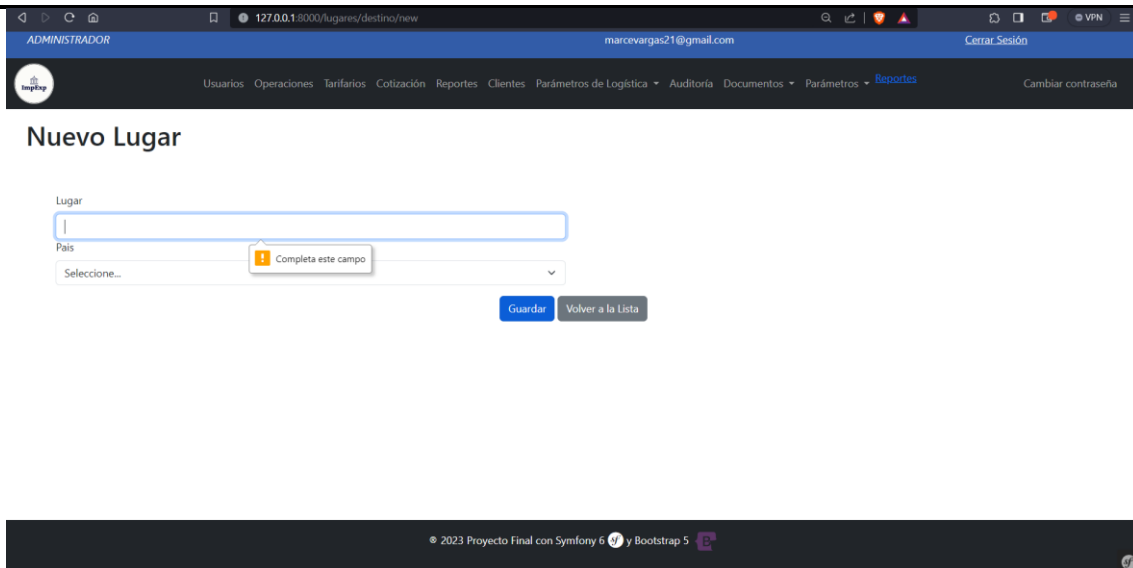 127.0.0.1:8000/lugares/destino/new
VPN
ADMINISTRADOR marcevargas21@gmail.com Cerrar Sesión
ImpExp Usuarios Operaciones Tarifarios Cotización Reportes Clientes Parámetros de Logística Auditoría Documentos Parámetros Reportes Cambiar contraseña
Nuevo Lugar
Lugar
Pais
Completa este campo
Seleccione...
Guardar Volver a la Lista
© 2023 Proyecto Final con Symfony 6 sf y Bootstrap 5 B
sf